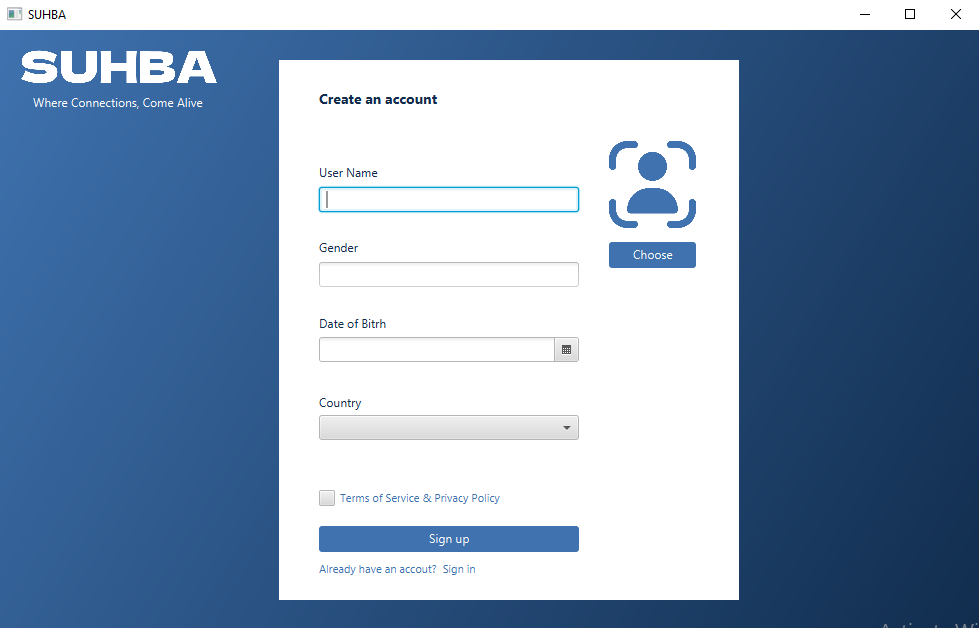 SUHBA
SUHBA
Where Connections, Come Alive
Create an account
User Name
Gender
Choose
Date of Bitrh
Country
Terms of Service & Privacy Policy
Sign up
Already have an accout? Sign in